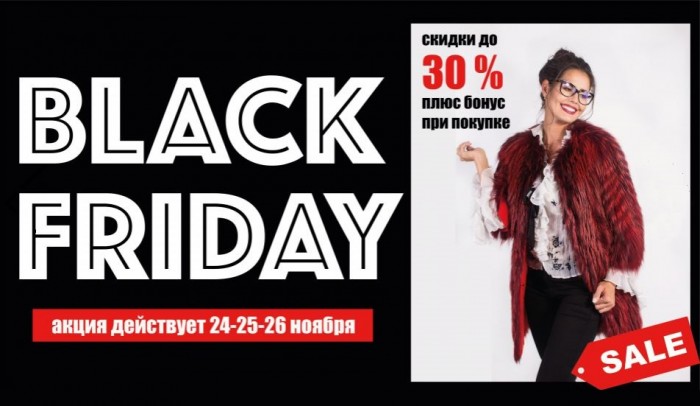 BLACK
FRIDAY
акция действует 24-25-26 ноября
скидки до
30 %
плюс бонус
при покупке
SALE